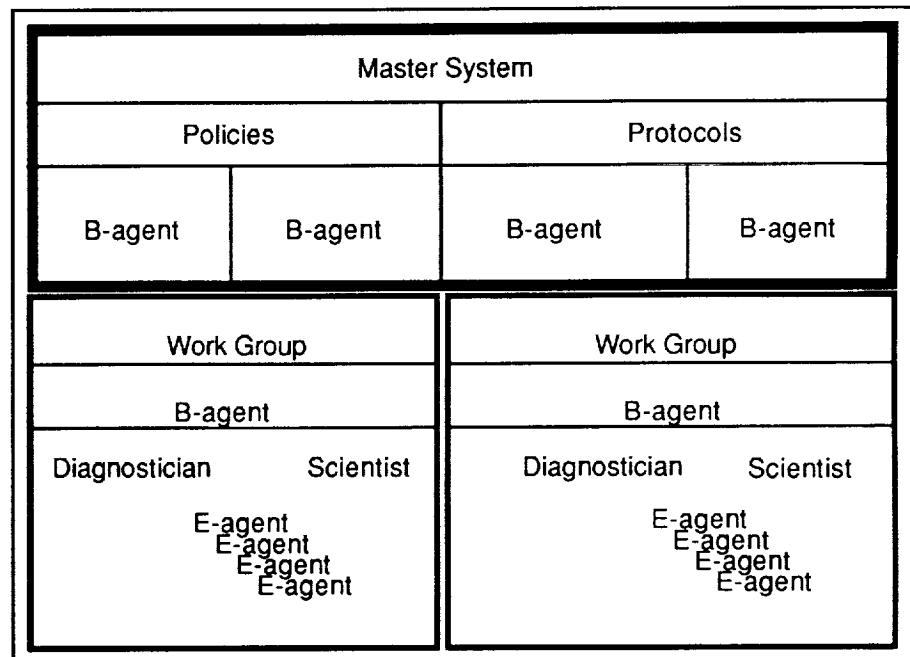 Master System
Policies Protocols
B-agent B-agent B-agent B-agent
Work Group Work Group
B-agent B-agent
Diagnostician Scientist Diagnostician Scientist
E-agent E-agent
E-agent E-agent
E-agent E-agent
E-agent E-agent